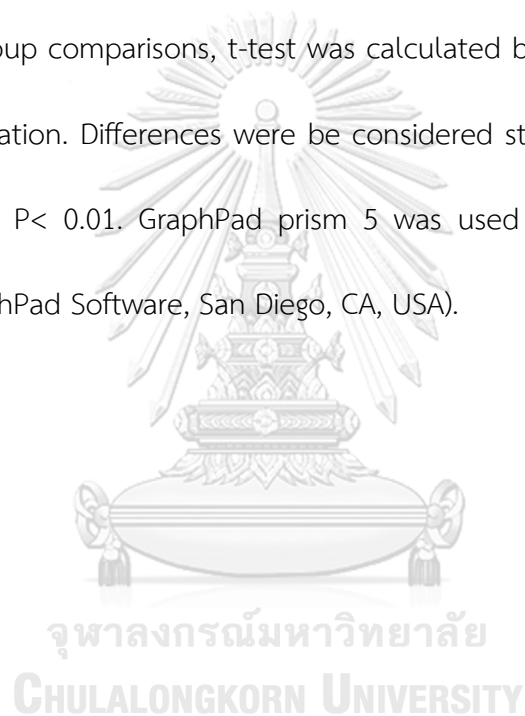 oup comparisons, t-test was calculated b
ation. Differences were be considered st
P< 0.01. GraphPad prism 5 was used
hPad Software, San Diego, CA, USA).
จุฬาลงกรณ์มหาวิทยาลัย
CHULALONGKORN UNIVERSITY